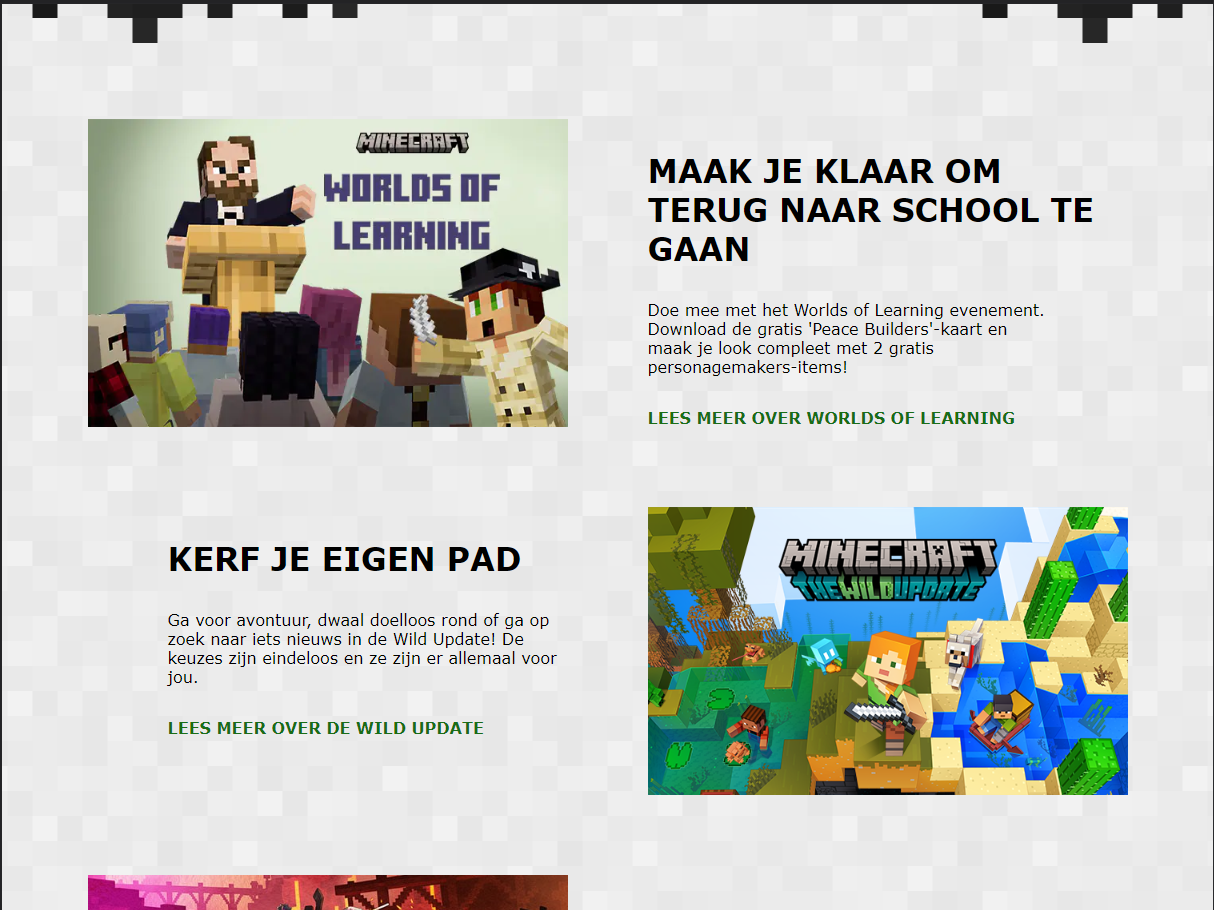 MINECRAFT
WORLDS OF
LEARNING
MAAK JE KLAAR OM
TERUG NAAR SCHOOL TE
GAAN
Doe mee met het Worlds of Learning evenement.
Download de gratis 'Peace Builders'-kaart en
maak je look compleet met 2 gratis
personagemakers-items!
LEES MEER OVER WORLDS OF LEARNING
KERF JE EIGEN PAD
Ga voor avontuur, dwaal doelloos rond of ga op
zoek naar iets nieuws in de Wild Update! De
keuzes zijn eindeloos en ze zijn er allemaal voor
jou.
LEES MEER OVER DE WILD UPDATE
MINECRAFT
THE WILD UPDATE